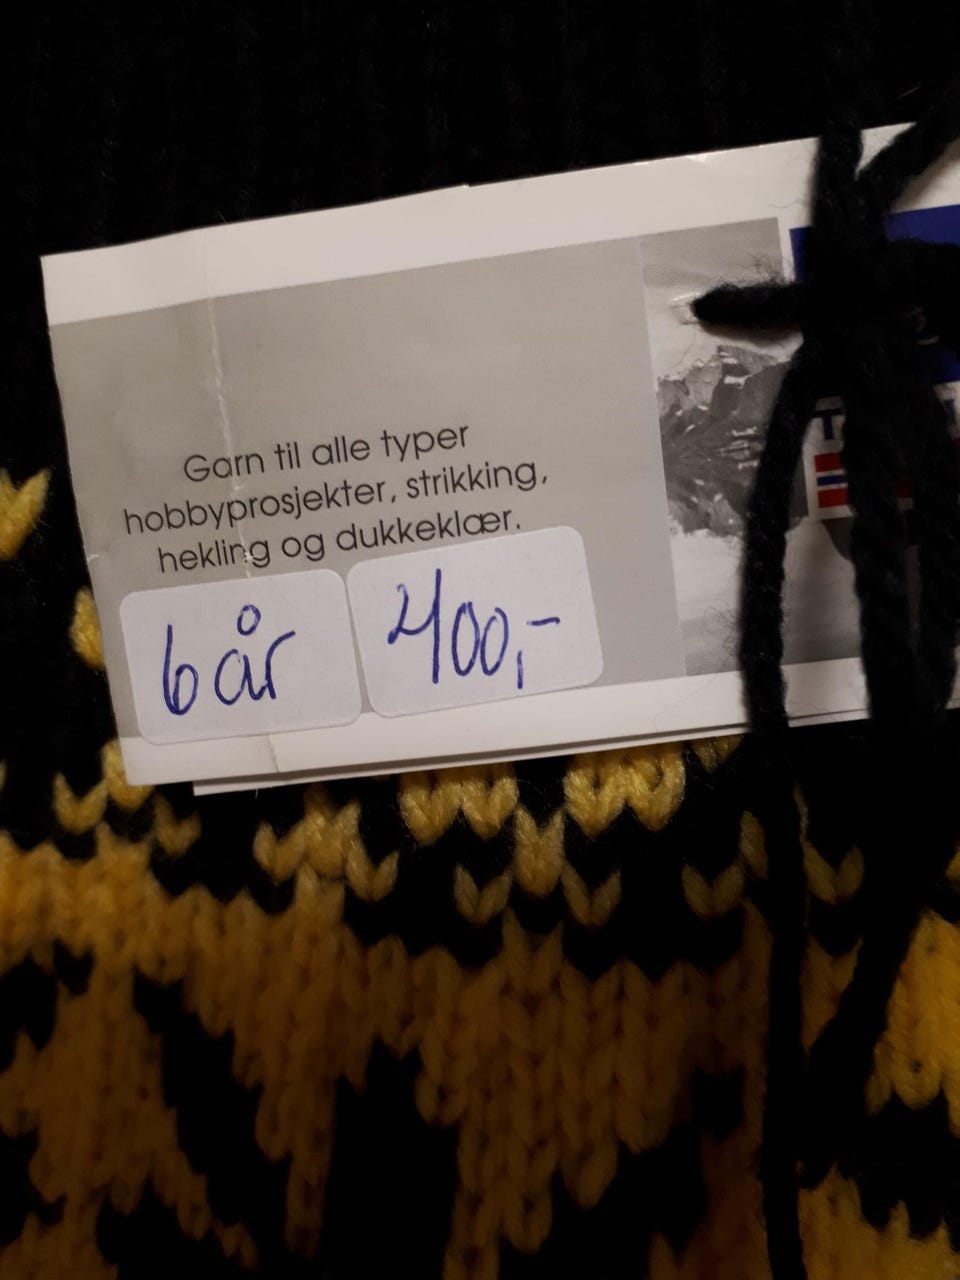 Garn til alle typer
hobbyprosjekter, strikking,
hekling og dukkeklær.
6 år
400,-